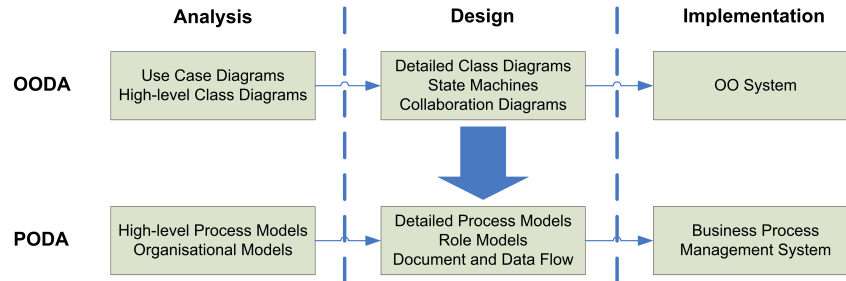 Analysis
Design
Implementation
OODA
Use Case Diagrams
High-level Class Diagrams
Detailed Class Diagrams
State Machines
Collaboration Diagrams
OO System
PODA
High-level Process Models
Organisational Models
Detailed Process Models
Role Models
Document and Data Flow
Business Process
Management System